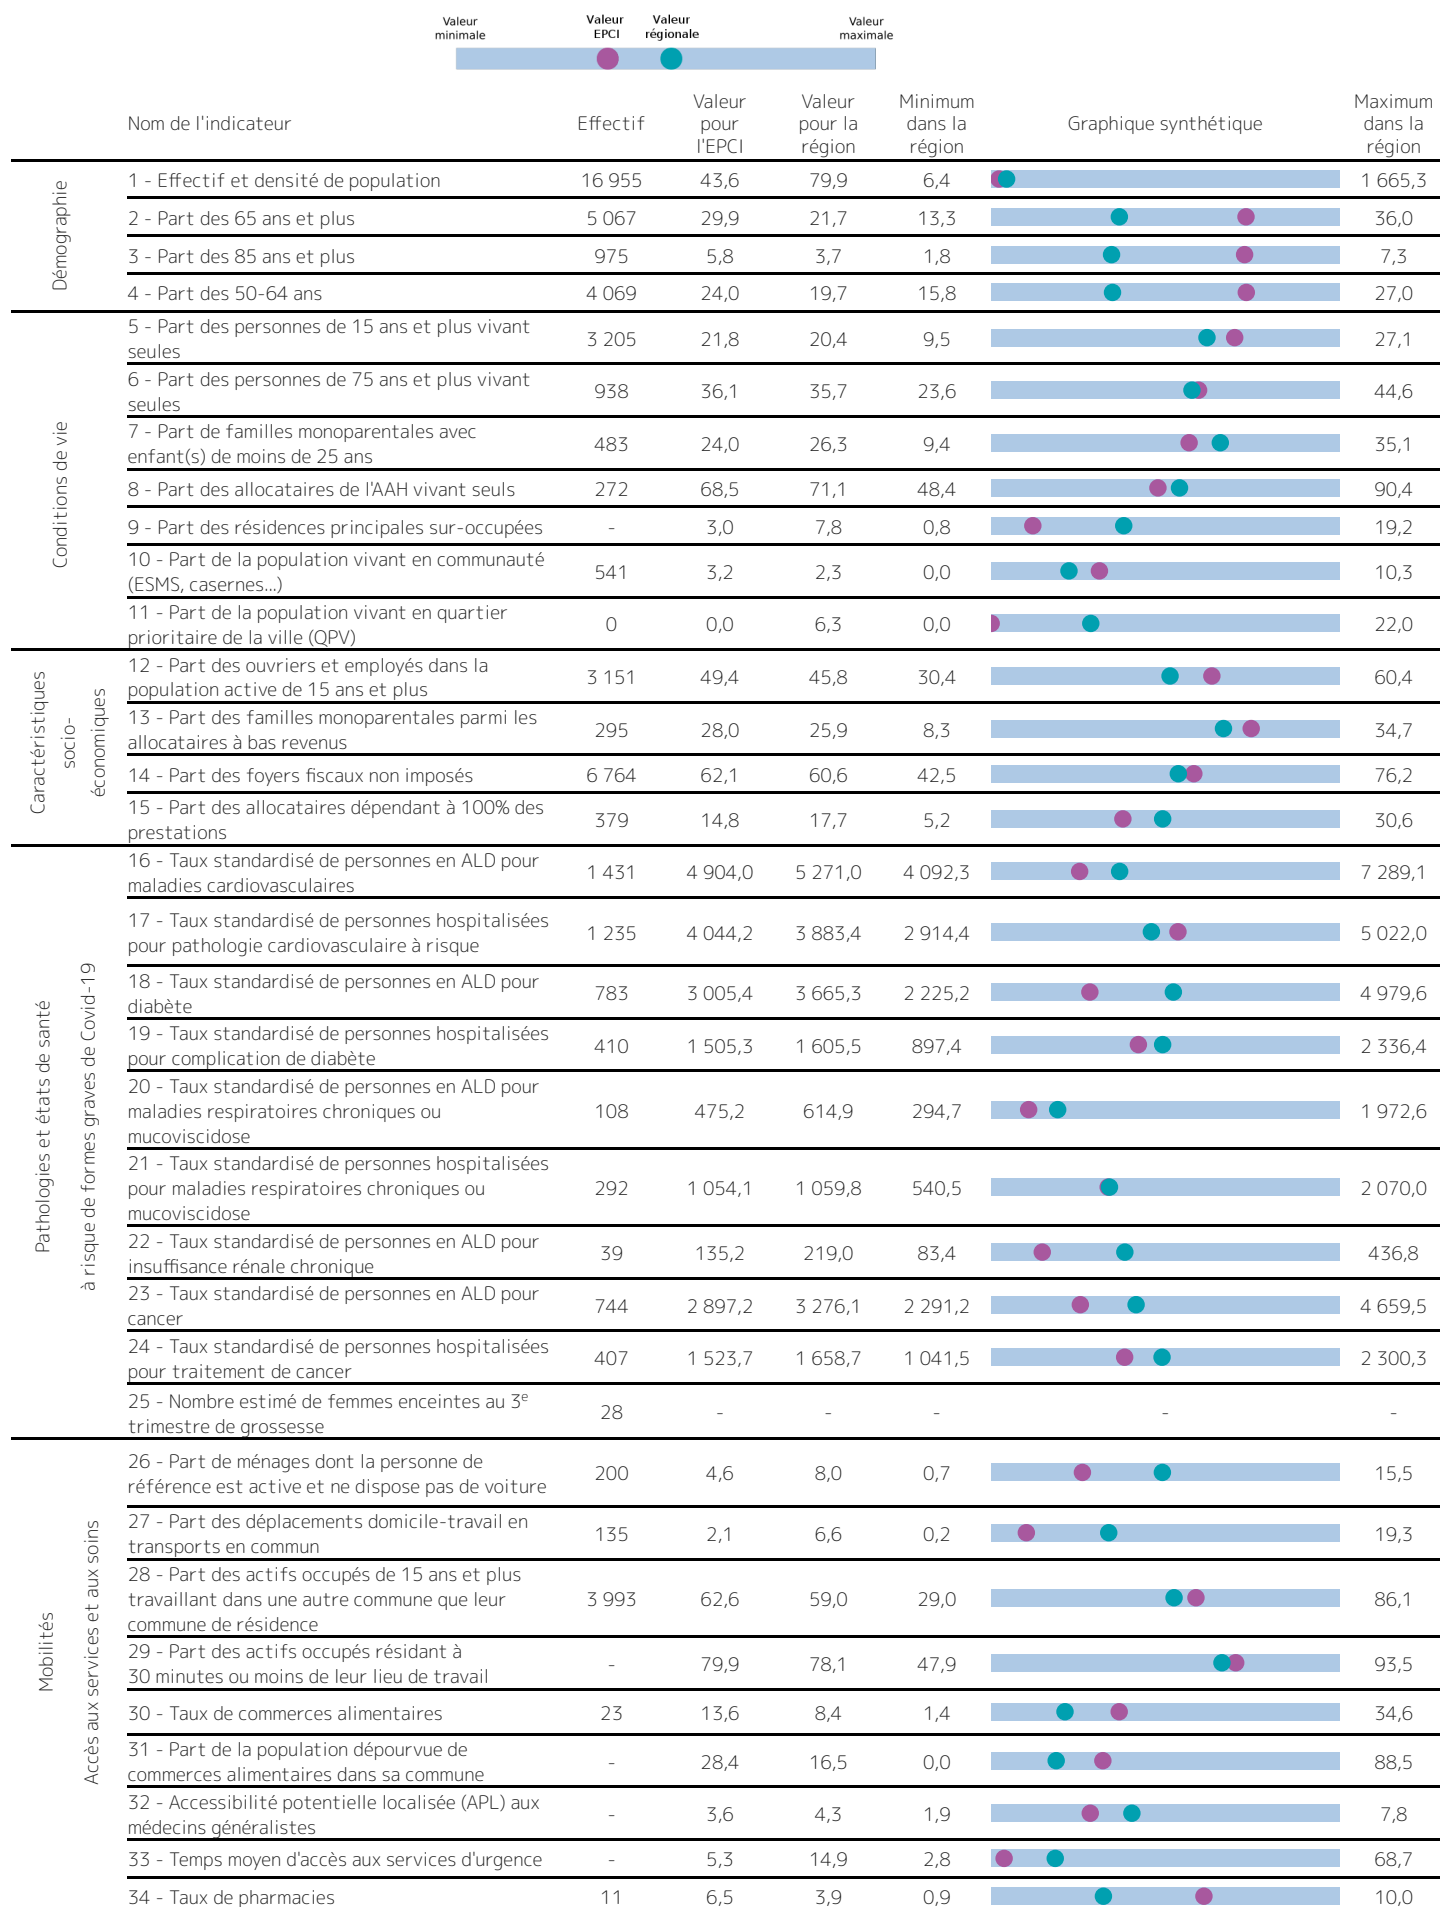 Valeur minimale
Valeur EPCI
Valeur régionale
Valeur maximale
Nom de l'indicateur
Effectif
Valeur pour l'EPCI
Valeur pour la région
Minimum dans la région
Graphique synthétique
Maximum dans la région
Démographie
1 - Effectif et densité de population 16 955 43,6 79,9 6,4 1 665,3
2 - Part des 65 ans et plus 5 067 29,9 21,7 13,3 36,0
3 - Part des 85 ans et plus 975 5,8 3,7 1,8 7,3
4 - Part des 50-64 ans 4 069 24,0 19,7 15,8 27,0
Conditions de vie
5 - Part des personnes de 15 ans et plus vivant
seules 3 205 21,8 20,4 9,5 27,1
6 - Part des personnes de 75 ans et plus vivant
seules 938 36,1 35,7 23,6 44,6
7 - Part de familles monoparentales avec
enfant(s) de moins de 25 ans 483 24,0 26,3 9,4 35,1
8 - Part des allocataires de l'AAH vivant seuls 272 68,5 71,1 48,4 90,4
9 - Part des résidences principales sur-occupées - 3,0 7,8 0,8 19,2
10 - Part de la population vivant en communauté
(ESMS, casernes...) 541 3,2 2,3 0,0 10,3
11 - Part de la population vivant en quartier
prioritaire de la ville (QPV) 0 0,0 6,3 0,0 22,0
Caractéristiques
socio-
économiques
12 - Part des ouvriers et employés dans la
population active de 15 ans et plus 3 151 49,4 45,8 30,4 60,4
13 - Part des familles monoparentales parmi les
allocataires à bas revenus 295 28,0 25,9 8,3 34,7
14 - Part des foyers fiscaux non imposés 6 764 62,1 60,6 42,5 76,2
15 - Part des allocataires dépendant à 100% des
prestations 379 14,8 17,7 5,2 30,6
Pathologies et états de santé
à risque de formes graves de Covid-19
16 - Taux standardisé de personnes en ALD pour
maladies cardiovasculaires 1 431 4 904,0 5 271,0 4 092,3 7 289,1
17 - Taux standardisé de personnes hospitalisées
pour pathologie cardiovasculaire à risque 1 235 4 044,2 3 883,4 2 914,4 5 022,0
18 - Taux standardisé de personnes en ALD pour
diabète 783 3 005,4 3 665,3 2 225,2 4 979,6
19 - Taux standardisé de personnes hospitalisées
pour complication de diabète 410 1 505,3 1 605,5 897,4 2 336,4
20 - Taux standardisé de personnes en ALD pour
maladies respiratoires chroniques ou 108 475,2 614,9 294,7 1 972,6
mucoviscidose
21 - Taux standardisé de personnes hospitalisées
pour maladies respiratoires chroniques ou 292 1 054,1 1 059,8 540,5 2 070,0
mucoviscidose
22 - Taux standardisé de personnes en ALD pour
insuffisance rénale chronique 39 135,2 219,0 83,4 436,8
23 - Taux standardisé de personnes en ALD pour
cancer 744 2 897,2 3 276,1 2 291,2 4 659,5
24 - Taux standardisé de personnes hospitalisées
pour traitement de cancer 407 1 523,7 1 658,7 1 041,5 2 300,3
25 - Nombre estimé de femmes enceintes au 3e
trimestre de grossesse 28 - - - - -
Mobilités
Accès aux services et aux soins
26 - Part de ménages dont la personne de
référence est active et ne dispose pas de voiture 200 4,6 8,0 0,7 15,5
27 - Part des déplacements domicile-travail en
transports en commun 135 2,1 6,6 0,2 19,3
28 - Part des actifs occupés de 15 ans et plus
travaillant dans une autre commune que leur 3 993 62,6 59,0 29,0 86,1
commune de résidence
29 - Part des actifs occupés résidant à
30 minutes ou moins de leur lieu de travail - 79,9 78,1 47,9 93,5
30 - Taux de commerces alimentaires 23 13,6 8,4 1,4 34,6
31 - Part de la population dépourvue de
commerces alimentaires dans sa commune - 28,4 16,5 0,0 88,5
32 - Accessibilité potentielle localisée (APL) aux
médecins généralistes - 3,6 4,3 1,9 7,8
33 - Temps moyen d'accès aux services d'urgence - 5,3 14,9 2,8 68,7
34 - Taux de pharmacies 11 6,5 3,9 0,9 10,0